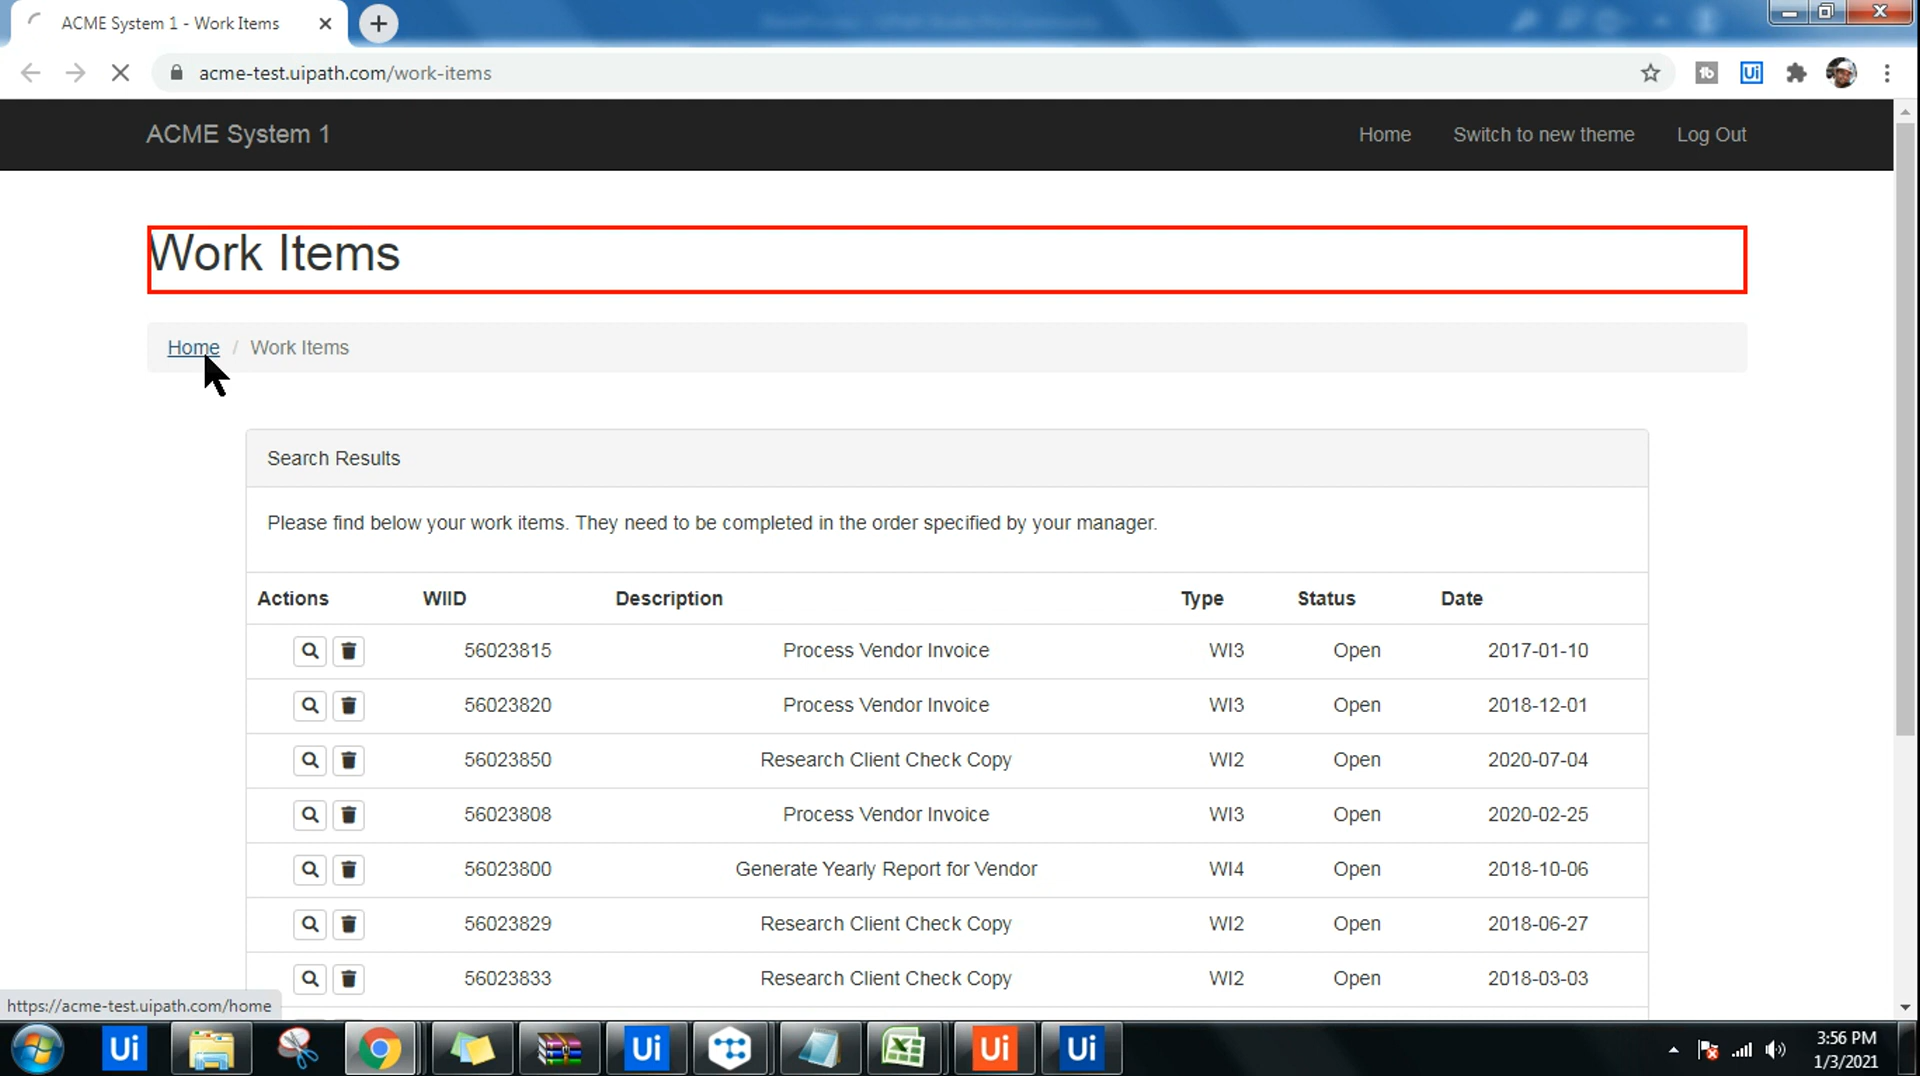 ACME System 1 - Work Items
acme-test.uipath.com/work-items
ACME System 1
Home
Switch to new theme
Log Out
Work Items
Home / Work Items
Search Results
Please find below your work items. They need to be completed in the order specified by your manager.
Actions WIID Description Type Status Date
56023815 Process Vendor Invoice WI3 Open 2017-01-10
56023820 Process Vendor Invoice WI3 Open 2018-12-01
56023850 Research Client Check Copy WI2 Open 2020-07-04
56023808 Process Vendor Invoice WI3 Open 2020-02-25
56023800 Generate Yearly Report for Vendor WI4 Open 2018-10-06
56023829 Research Client Check Copy WI2 Open 2018-06-27
56023833 Research Client Check Copy WI2 Open 2018-03-03
https://acme-test.uipath.com/home
Ui
Ui
Ui
Ui
3:56 PM
1/3/2021